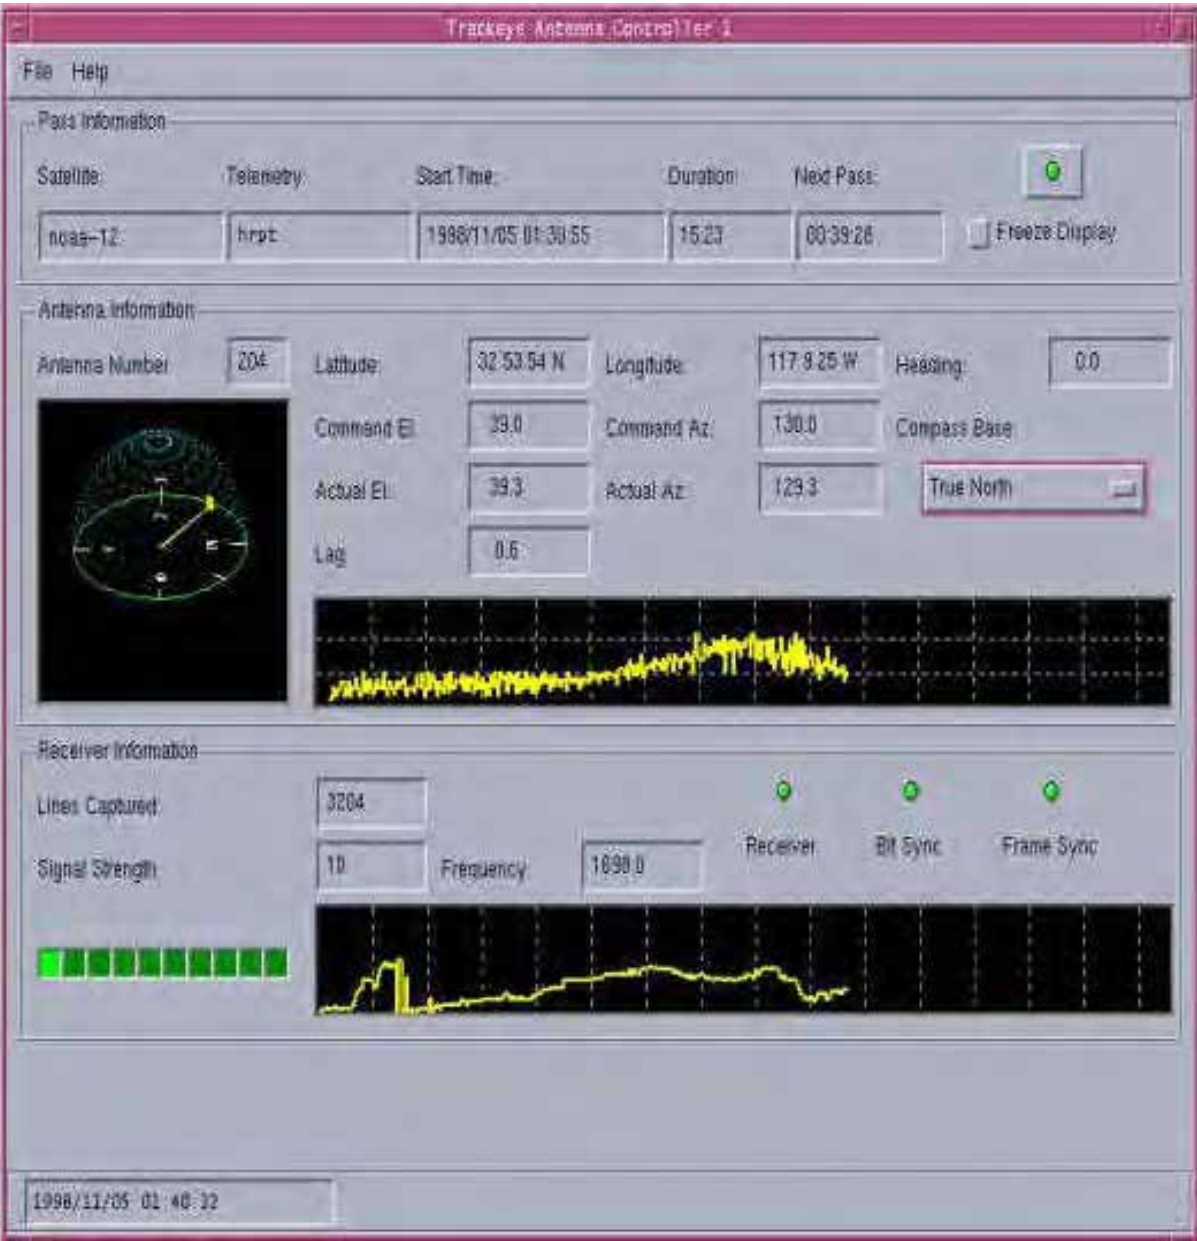 Trackeye Antenna Controller 1
File Help
Pass Information
Satellite: Telemetry Start Time: Duration Next Pass:
noaa-12 hrpt 1998/11/05 01:30:55 15:23 00:39:28 Freeze Display
Antenna Information
Antenna Number 204 Latitude: 32 53 54 N Longitude: 117 9 25 W Heading: 0.0
Command El: 39.0 Command Az: 130.0 Compass Base
Actual El: 39.3 Actual Az: 129.3 True North
Lag 0.6
Receiver Information
Lines Captured 3204
Signal Strength 10 Frequency 1698.0 Receiver Bit Sync Frame Sync
1998/11/05 01 40